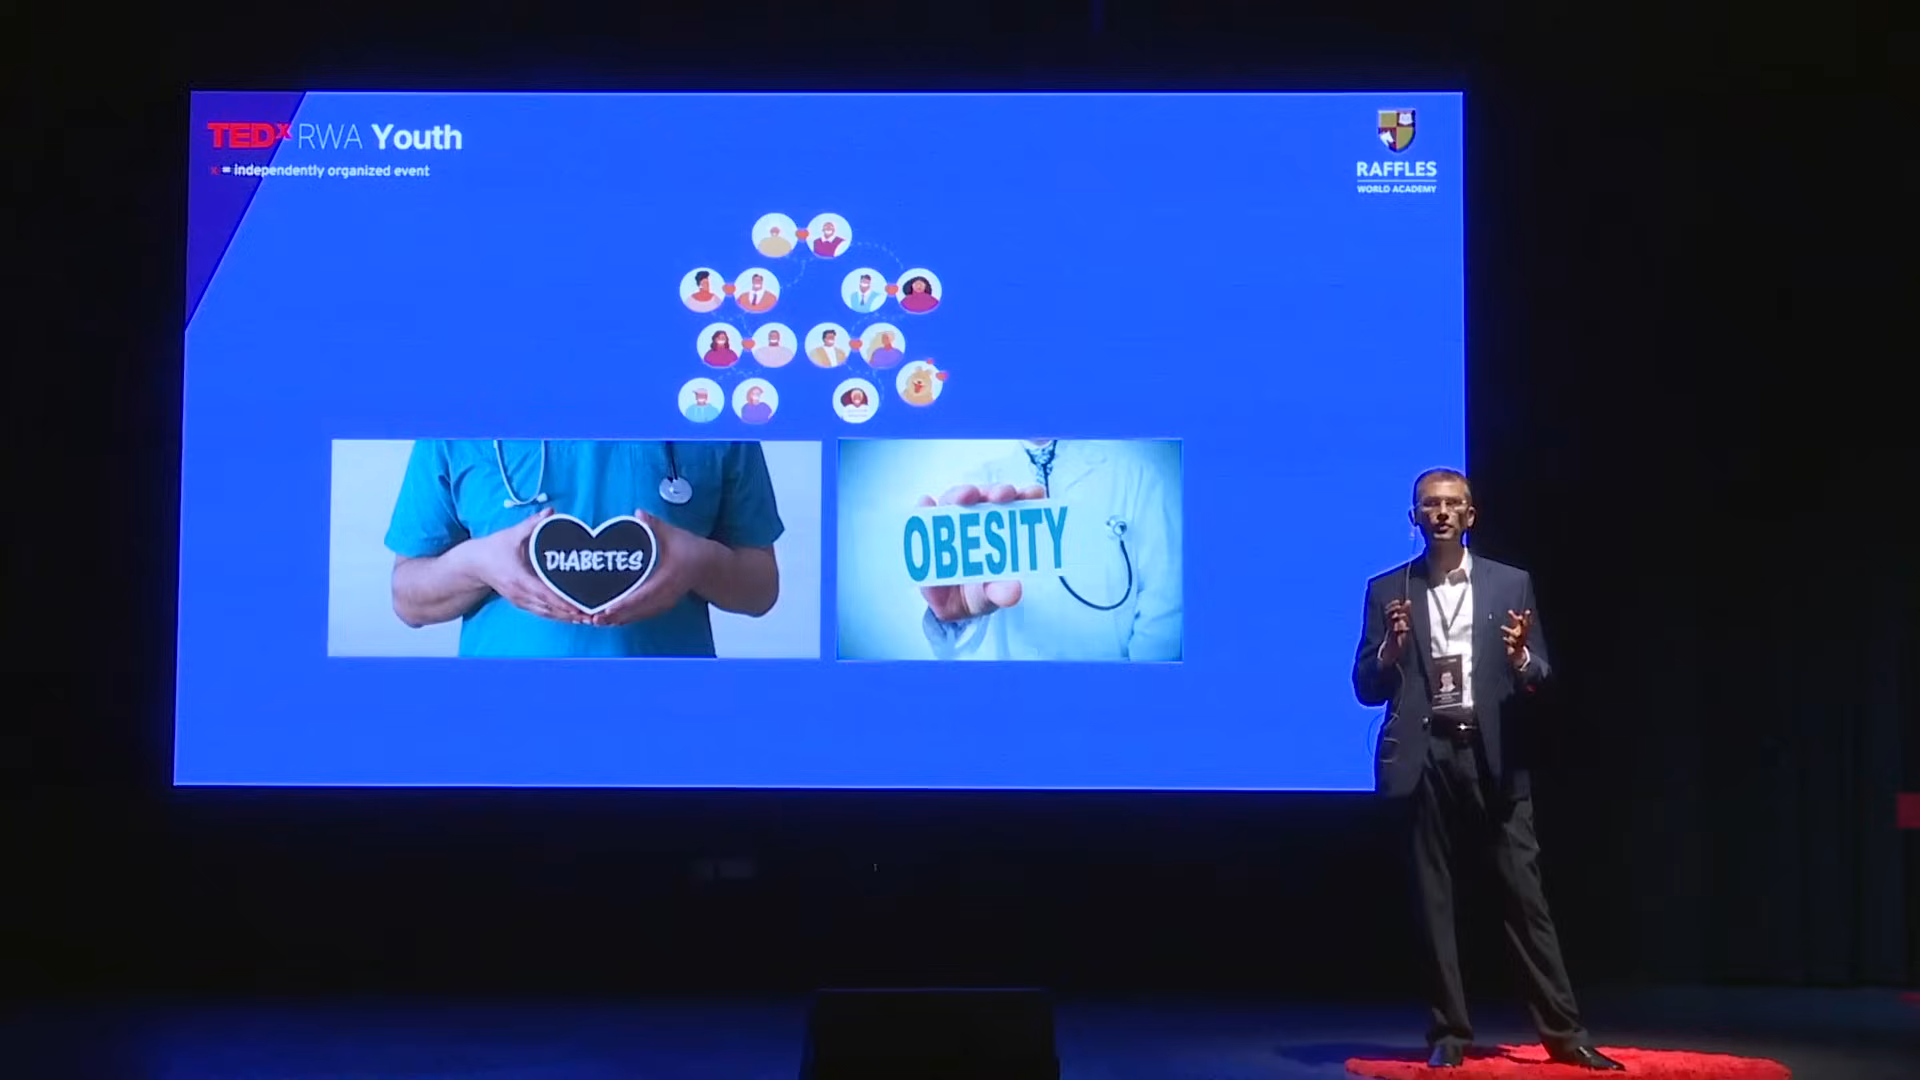 TEDx RWA Youth
x = independently organized event
RAFFLES
WORLD ACADEMY
DIABETES
OBESITY